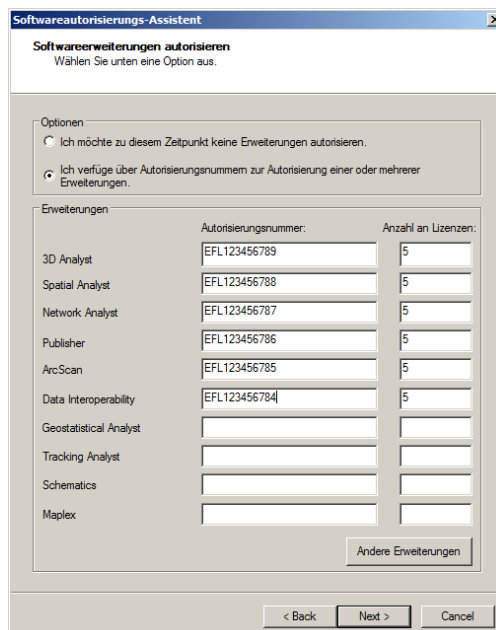 Softwareautorisierungs-Assistent
Softwareerweiterungen autorisieren
Wählen Sie unten eine Option aus.
Optionen
Ich möchte zu diesem Zeitpunkt keine Erweiterungen autorisieren.
Ich verfüge über Autorisierungsnummern zur Autorisierung einer oder mehrerer
Erweiterungen.
Erweiterungen
Autorisierungsnummer: Anzahl an Lizenzen:
3D Analyst EFL123456789 5
Spatial Analyst EFL123456788 5
Network Analyst EFL123456787 5
Publisher EFL123456786 5
ArcScan EFL123456785 5
Data Interoperability EFL123456784 5
Geostatistical Analyst
Tracking Analyst
Schematics
Maplex
Andere Erweiterungen
< Back Next > Cancel